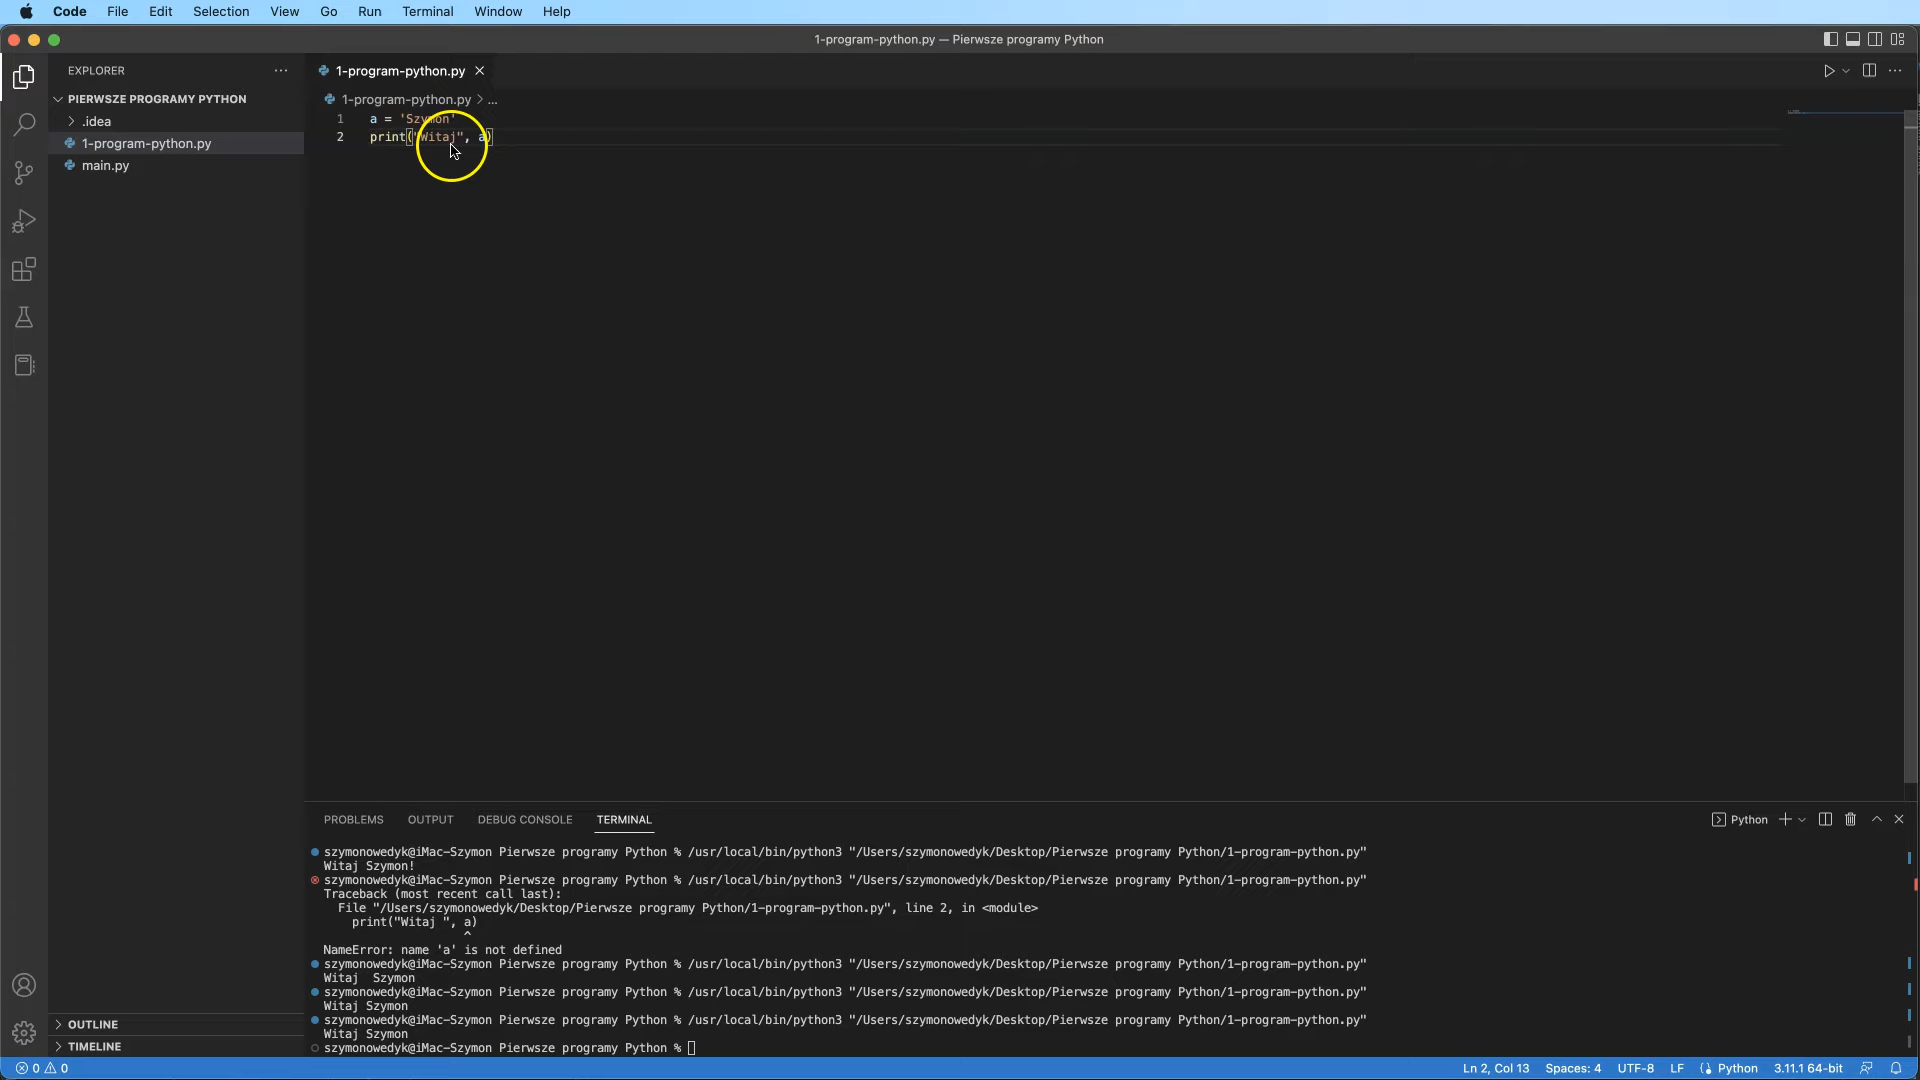 Code File Edit Selection View Go Run Terminal Window Help
1-program-python.py — Pierwsze programy Python
EXPLORER
PIERWSZE PROGRAMY PYTHON
.idea
1-program-python.py
main.py
OUTLINE
TIMELINE
1-program-python.py
1-program-python.py > ...
1 a = 'Szymon'
2 print("Witaj", a)
PROBLEMS OUTPUT DEBUG CONSOLE TERMINAL
Python
szymonowedyk@iMac-Szymon Pierwsze programy Python % /usr/local/bin/python3 "/Users/szymonowedyk/Desktop/Pierwsze programy Python/1-program-python.py"
Witaj Szymon!
szymonowedyk@iMac-Szymon Pierwsze programy Python % /usr/local/bin/python3 "/Users/szymonowedyk/Desktop/Pierwsze programy Python/1-program-python.py"
Traceback (most recent call last):
File "/Users/szymonowedyk/Desktop/Pierwsze programy Python/1-program-python.py", line 2, in <module>
print("Witaj ", a)
^
NameError: name 'a' is not defined
szymonowedyk@iMac-Szymon Pierwsze programy Python % /usr/local/bin/python3 "/Users/szymonowedyk/Desktop/Pierwsze programy Python/1-program-python.py"
Witaj  Szymon
szymonowedyk@iMac-Szymon Pierwsze programy Python % /usr/local/bin/python3 "/Users/szymonowedyk/Desktop/Pierwsze programy Python/1-program-python.py"
Witaj Szymon
szymonowedyk@iMac-Szymon Pierwsze programy Python % /usr/local/bin/python3 "/Users/szymonowedyk/Desktop/Pierwsze programy Python/1-program-python.py"
Witaj Szymon
szymonowedyk@iMac-Szymon Pierwsze programy Python %
0 0 Ln 2, Col 13 Spaces: 4 UTF-8 LF Python 3.11.1 64-bit